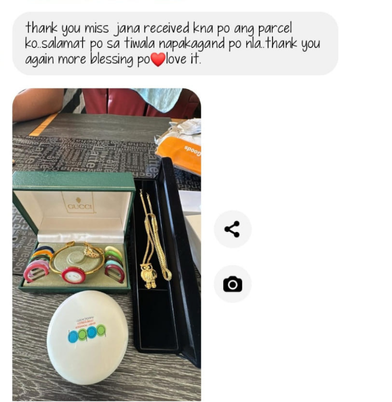 thank you miss jana received kna po ang parcel
ko..salamat po sa tiwala napakagand po nla..thank you
again more blessing po❤️love it.
GUCCI